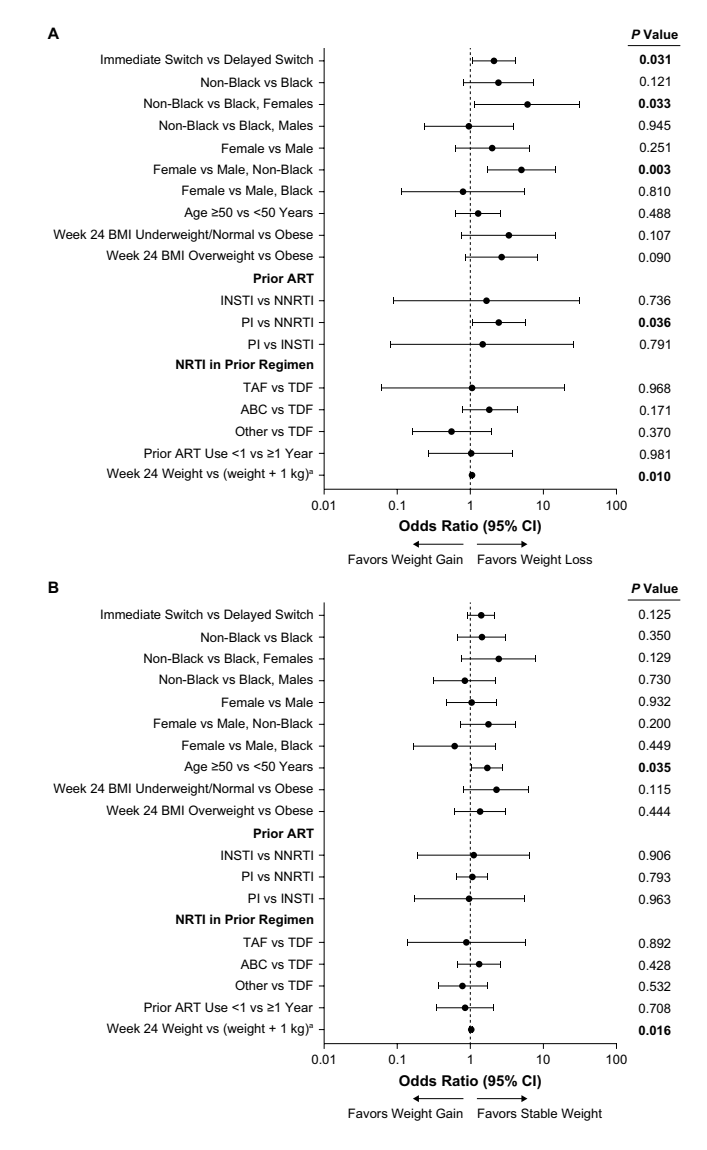 A
P Value
Immediate Switch vs Delayed Switch 0.031
Non-Black vs Black 0.121
Non-Black vs Black, Females 0.033
Non-Black vs Black, Males 0.945
Female vs Male 0.251
Female vs Male, Non-Black 0.003
Female vs Male, Black 0.810
Age ≥50 vs <50 Years 0.488
Week 24 BMI Underweight/Normal vs Obese 0.107
Week 24 BMI Overweight vs Obese 0.090
Prior ART
INSTI vs NNRTI 0.736
PI vs NNRTI 0.036
PI vs INSTI 0.791
NRTI in Prior Regimen
TAF vs TDF 0.968
ABC vs TDF 0.171
Other vs TDF 0.370
Prior ART Use <1 vs ≥1 Year 0.981
Week 24 Weight vs (weight + 1 kg)ᵃ 0.010
0.01 0.1 1 10 100
Odds Ratio (95% CI)
Favors Weight Gain Favors Weight Loss
B
P Value
Immediate Switch vs Delayed Switch 0.125
Non-Black vs Black 0.350
Non-Black vs Black, Females 0.129
Non-Black vs Black, Males 0.730
Female vs Male 0.932
Female vs Male, Non-Black 0.200
Female vs Male, Black 0.449
Age ≥50 vs <50 Years 0.035
Week 24 BMI Underweight/Normal vs Obese 0.115
Week 24 BMI Overweight vs Obese 0.444
Prior ART
INSTI vs NNRTI 0.906
PI vs NNRTI 0.793
PI vs INSTI 0.963
NRTI in Prior Regimen
TAF vs TDF 0.892
ABC vs TDF 0.428
Other vs TDF 0.532
Prior ART Use <1 vs ≥1 Year 0.708
Week 24 Weight vs (weight + 1 kg)ᵃ 0.016
0.01 0.1 1 10 100
Odds Ratio (95% CI)
Favors Weight Gain Favors Stable Weight